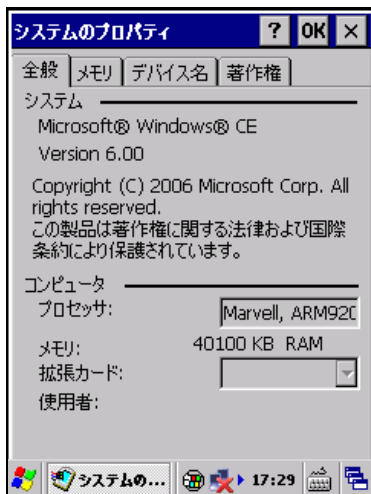 システムのプロパティ ? OK ×
全般 メモリ デバイス名 著作権
システム
Microsoft® Windows® CE
Version 6.00
Copyright (C) 2006 Microsoft Corp. All
rights reserved.
この製品は著作権に関する法律および国際
条約により保護されています。
コンピュータ
プロセッサ: Marvell, ARM920
メモリ: 40100 KB RAM
拡張カード:
使用者:
システムの... 17:29